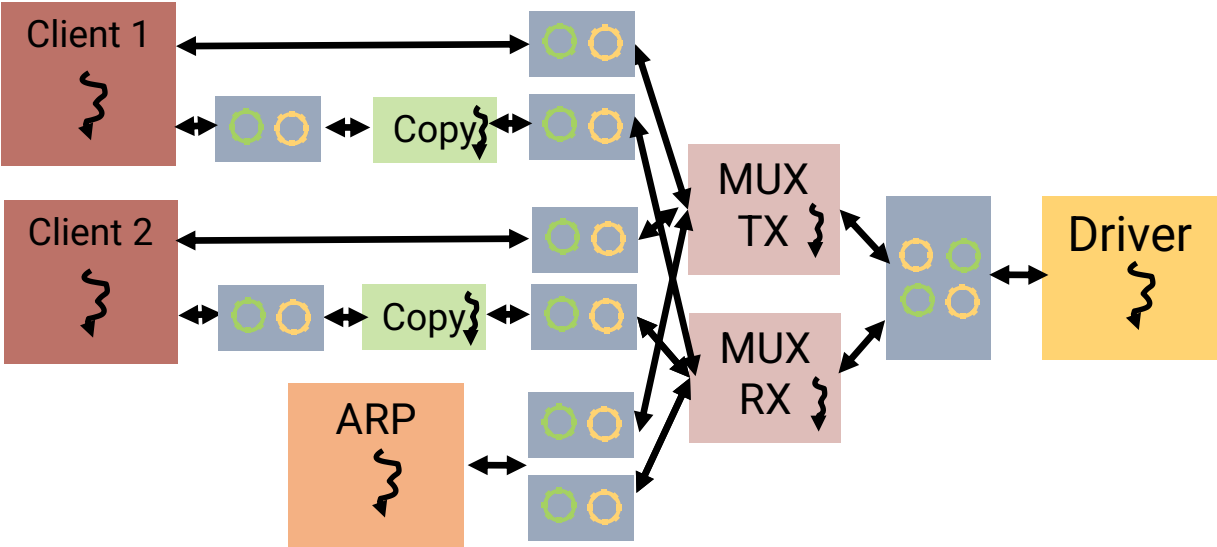 Client 1
Copy
Client 2
Copy
ARP
MUX
TX
MUX
RX
Driver